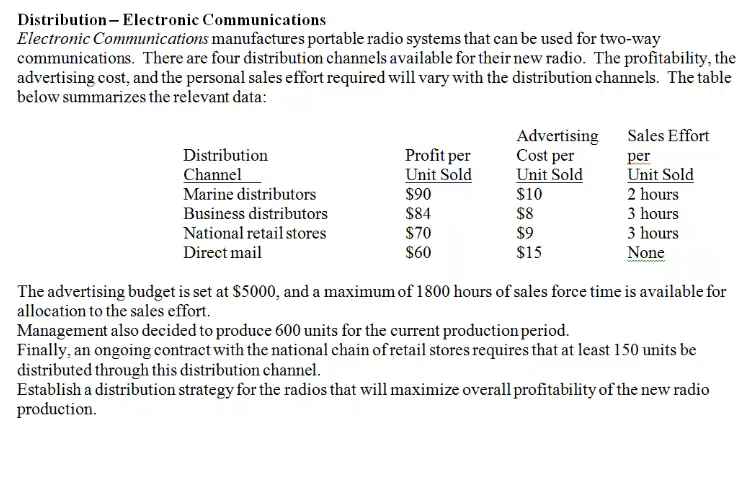 Distribution – Electronic Communications
Electronic Communications manufactures portable radio systems that can be used for two-way
communications. There are four distribution channels available for their new radio. The profitability, the
advertising cost, and the personal sales effort required will vary with the distribution channels. The table
below summarizes the relevant data:
Advertising Sales Effort
Distribution Profit per Cost per per
Channel Unit Sold Unit Sold Unit Sold
Marine distributors $90 $10 2 hours
Business distributors $84 $8 3 hours
National retail stores $70 $9 3 hours
Direct mail $60 $15 None
The advertising budget is set at $5000, and a maximum of 1800 hours of sales force time is available for
allocation to the sales effort.
Management also decided to produce 600 units for the current production period.
Finally, an ongoing contract with the national chain of retail stores requires that at least 150 units be
distributed through this distribution channel.
Establish a distribution strategy for the radios that will maximize overall profitability of the new radio
production.